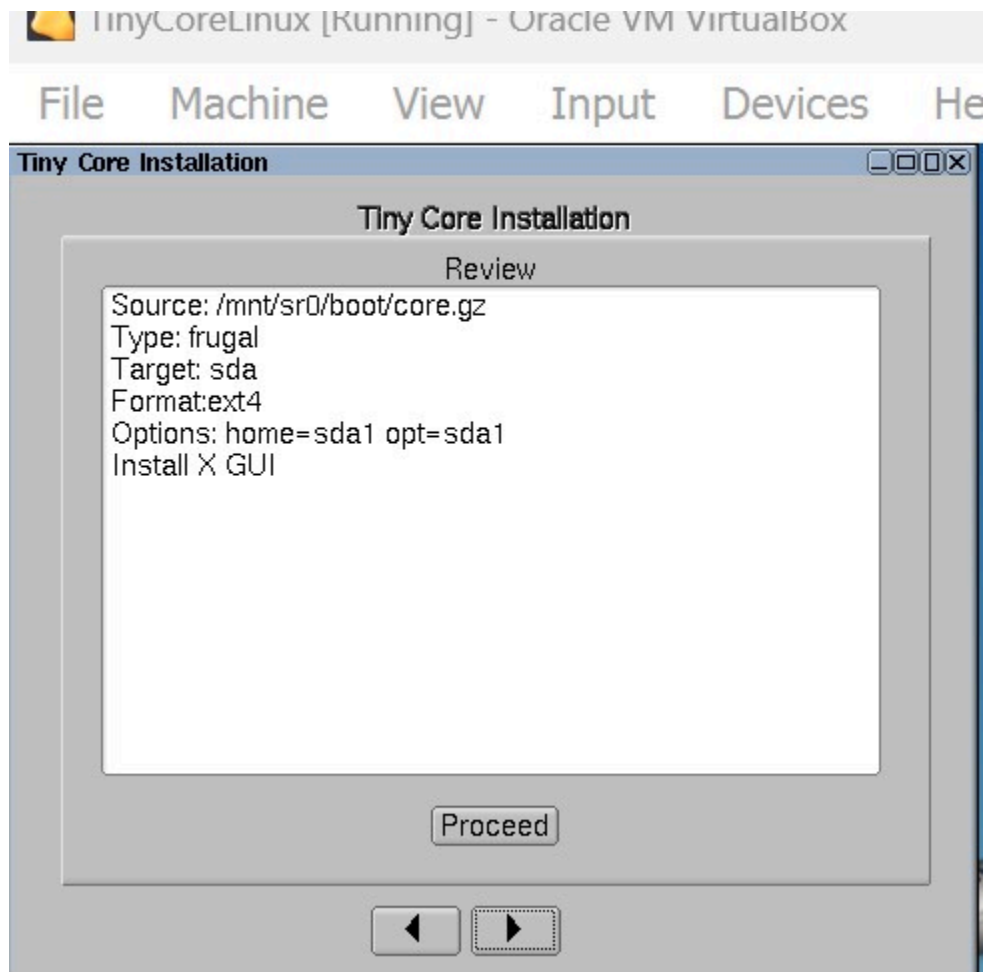 TinyCoreLinux [Running] - Oracle VM VirtualBox
File Machine View Input Devices He
Tiny Core Installation
Tiny Core Installation
Review
Source: /mnt/sr0/boot/core.gz
Type: frugal
Target: sda
Format:ext4
Options: home=sda1 opt=sda1
Install X GUI
Proceed